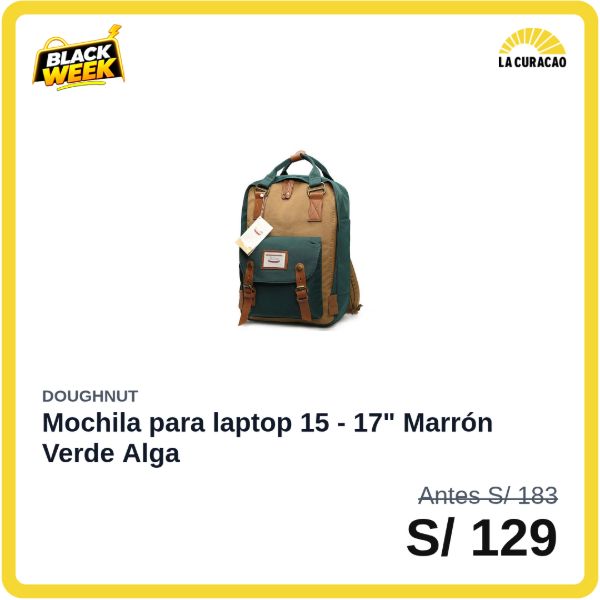 BLACK
WEEK
LA CURACAO
DOUGHNUT
Mochila para laptop 15 - 17" Marrón
Verde Alga
Antes S/ 183
S/ 129